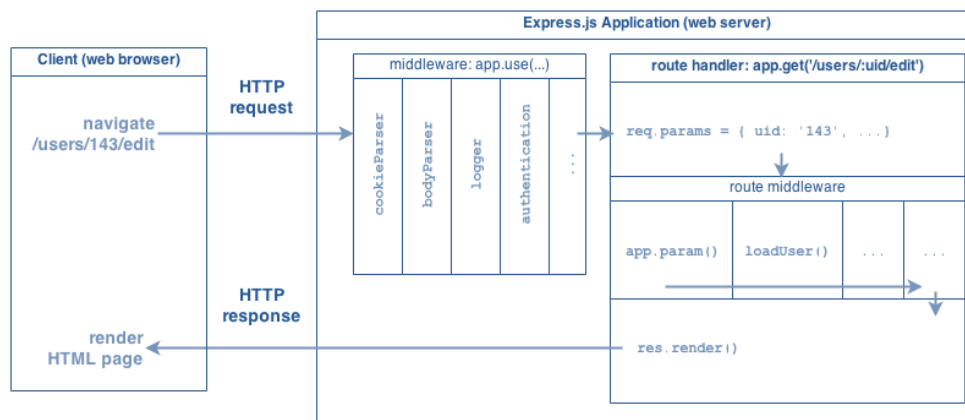 Express.js Application (web server)
Client (web browser)
HTTP
request
navigate
/users/143/edit
middleware: app.use(...)
cookieParser
bodyParser
logger
authentication
...
route handler: app.get('/users/:uid/edit')
req.params = { uid: '143', ...}
route middleware
app.param()
loadUser()
...
...
HTTP
response
res.render()
render
HTML page